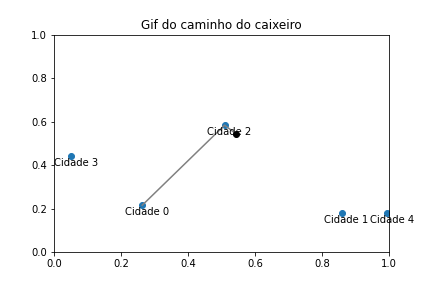 Gif do caminho do caixeiro
1.0
0.8
0.6
Cidade 2
0.4
Cidade 3
0.2
Cidade 0
Cidade 1 Cidade 4
0.0
0.0 0.2 0.4 0.6 0.8 1.0